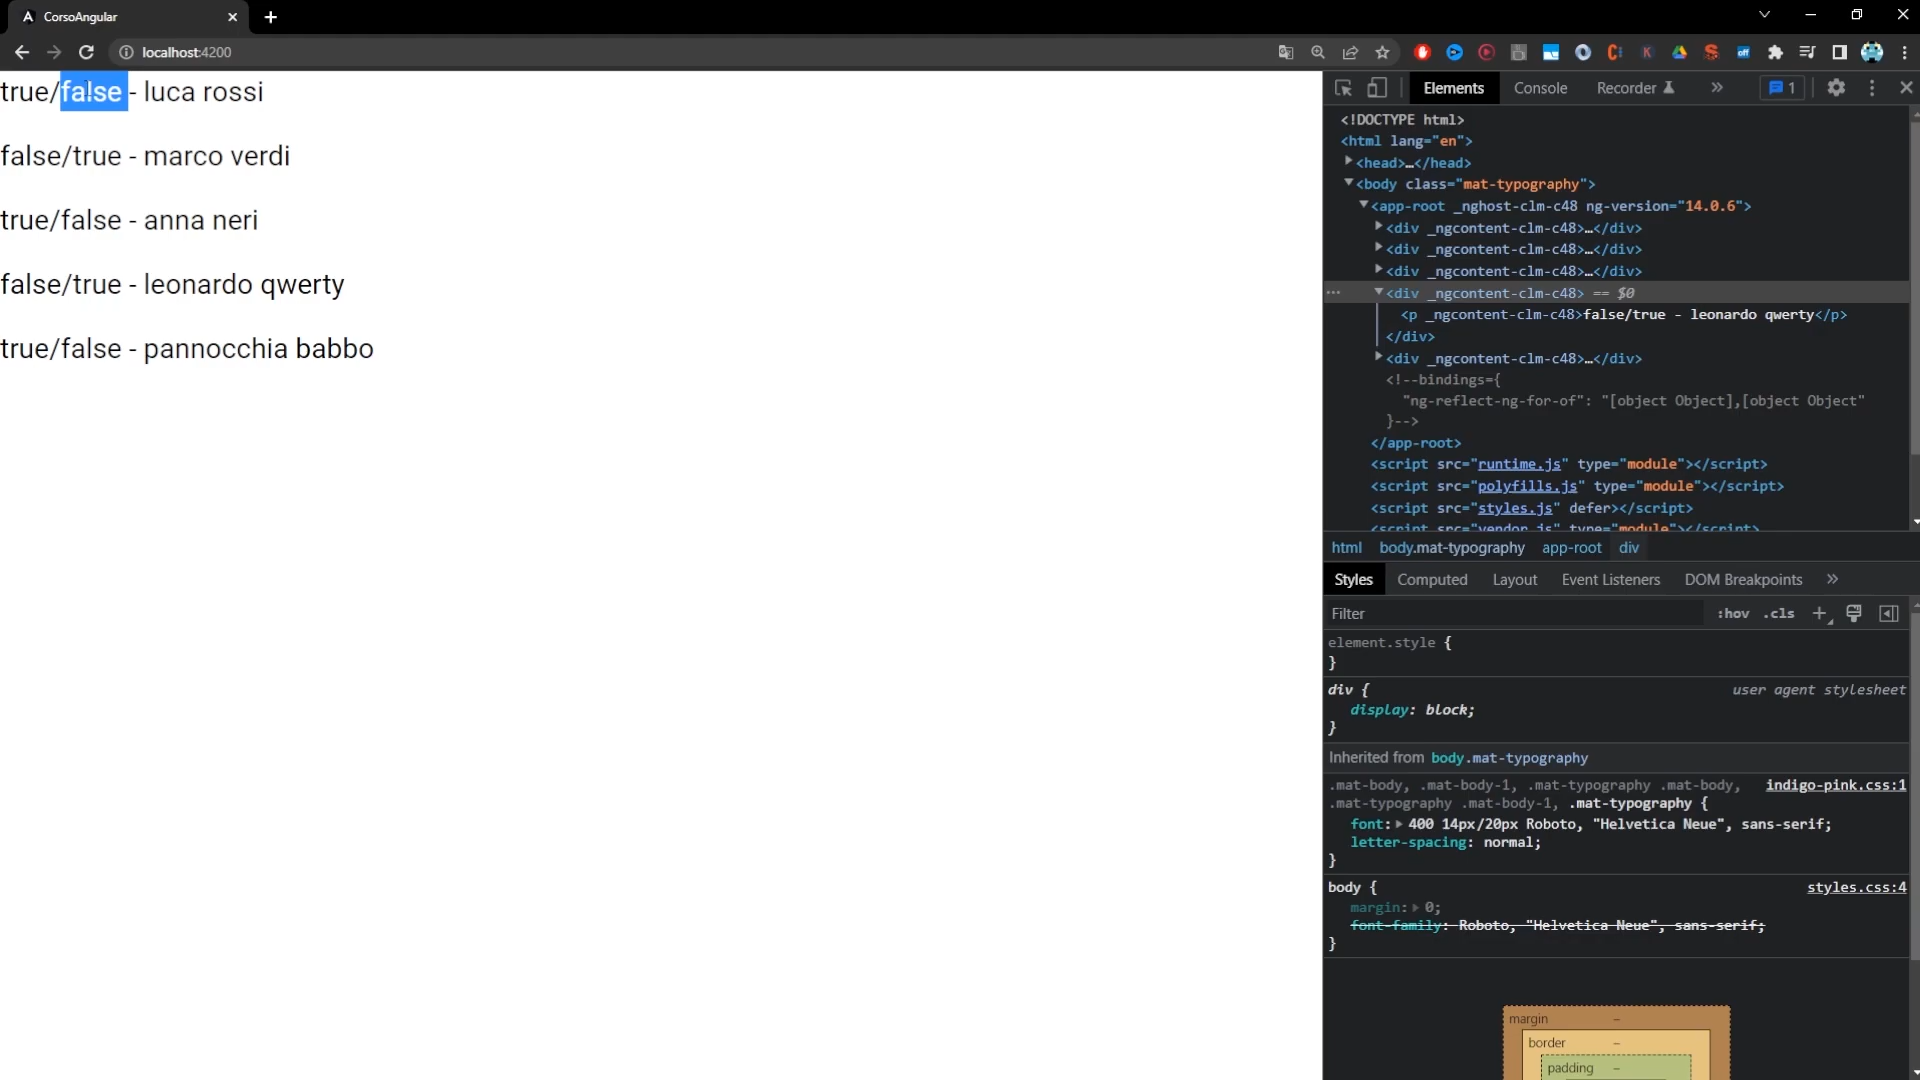 CorsoAngular
localhost:4200
true/false - luca rossi
false/true - marco verdi
true/false - anna neri
false/true - leonardo qwerty
true/false - pannocchia babbo
Elements Console Recorder 1
<!DOCTYPE html>
<html lang="en">
<head>…</head>
<body class="mat-typography">
<app-root _nghost-clm-c48 ng-version="14.0.6">
<div _ngcontent-clm-c48>…</div>
<div _ngcontent-clm-c48>…</div>
<div _ngcontent-clm-c48>…</div>
<div _ngcontent-clm-c48> == $0
<p _ngcontent-clm-c48>false/true - leonardo qwerty</p>
</div>
<div _ngcontent-clm-c48>…</div>
<!--bindings={
"ng-reflect-ng-for-of": "[object Object],[object Object"
}-->
</app-root>
<script src="runtime.js" type="module"></script>
<script src="polyfills.js" type="module"></script>
<script src="styles.js" defer></script>
<script src="vendor.js" type="module"></script>
html body.mat-typography app-root div
Styles Computed Layout Event Listeners DOM Breakpoints
Filter :hov .cls
element.style {
}
div { user agent stylesheet
display: block;
}
Inherited from body.mat-typography
.mat-body, .mat-body-1, .mat-typography .mat-body, indigo-pink.css:1
.mat-typography .mat-body-1, .mat-typography {
font: 400 14px/20px Roboto, "Helvetica Neue", sans-serif;
letter-spacing: normal;
}
body { styles.css:4
margin: 0;
font-family: Roboto, "Helvetica Neue", sans-serif;
}
margin –
border –
padding –